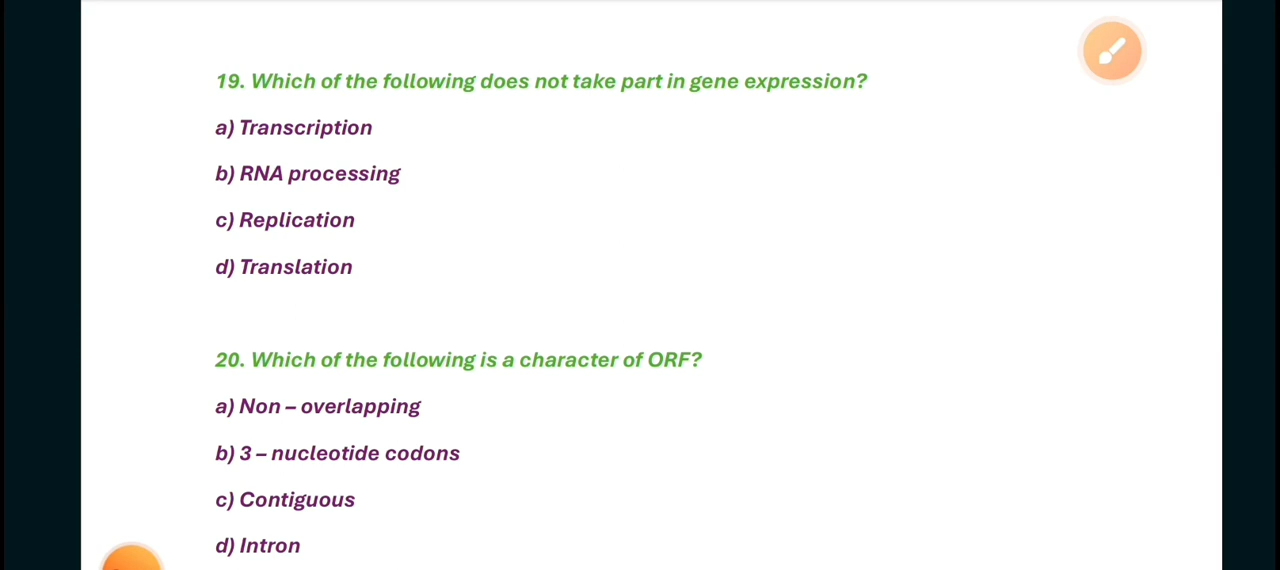 19. Which of the following does not take part in gene expression?
a) Transcription
b) RNA processing
c) Replication
d) Translation
20. Which of the following is a character of ORF?
a) Non – overlapping
b) 3 – nucleotide codons
c) Contiguous
d) Intron